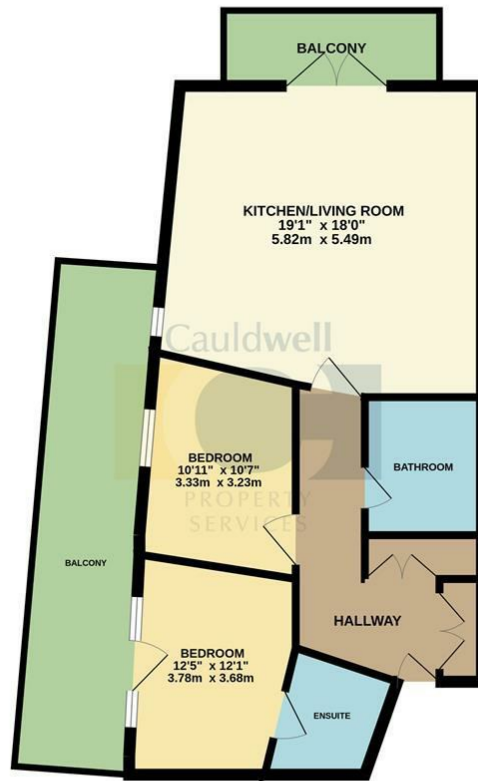 BALCONY
KITCHEN/LIVING ROOM
19'1" x 18'0"
5.82m x 5.49m
Cauldwell
BEDROOM
10'11" x 10'7"
3.33m x 3.23m
PROPERTY
SERVICES
BATHROOM
BALCONY
HALLWAY
BEDROOM
12'5" x 12'1"
3.78m x 3.68m
ENSUITE